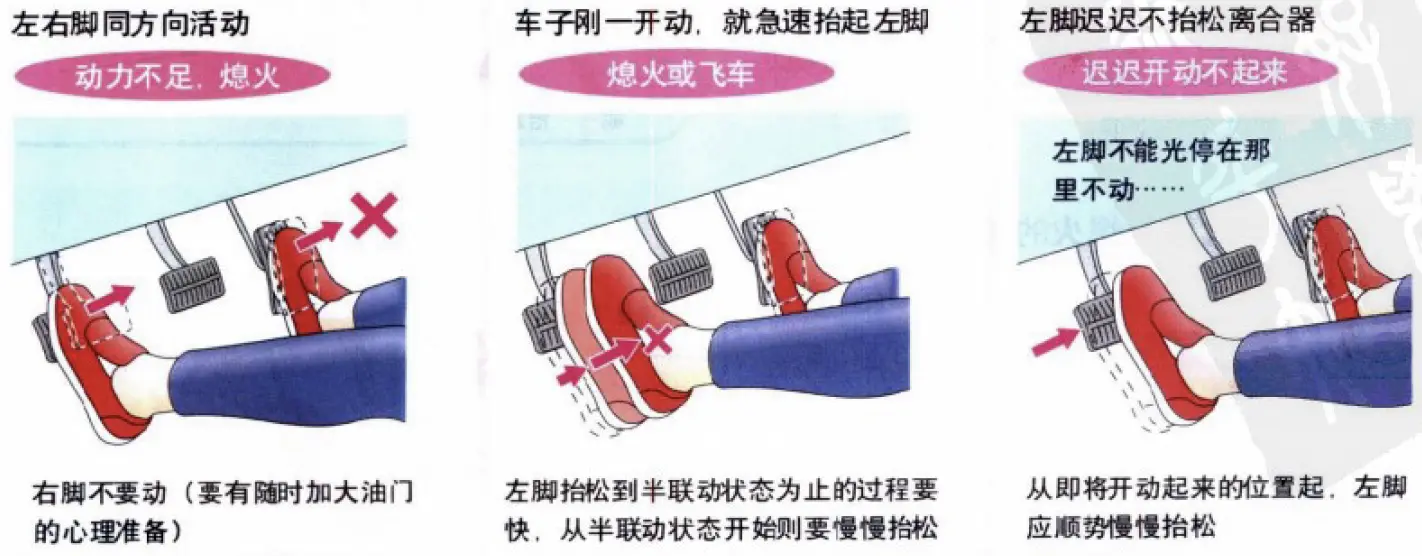 左右脚同方向活动
动力不足，熄火
右脚不要动（要有随时加大油门
的心理准备）
车子刚一开动，就急速抬起左脚
熄火或飞车
左脚抬松到半联动状态为止的过程要
快，从半联动状态开始则要慢慢抬松
左脚迟迟不抬松离合器
迟迟开动不起来
左脚不能光停在那
里不动……
从即将开动起来的位置起，左脚
应顺势慢慢抬松